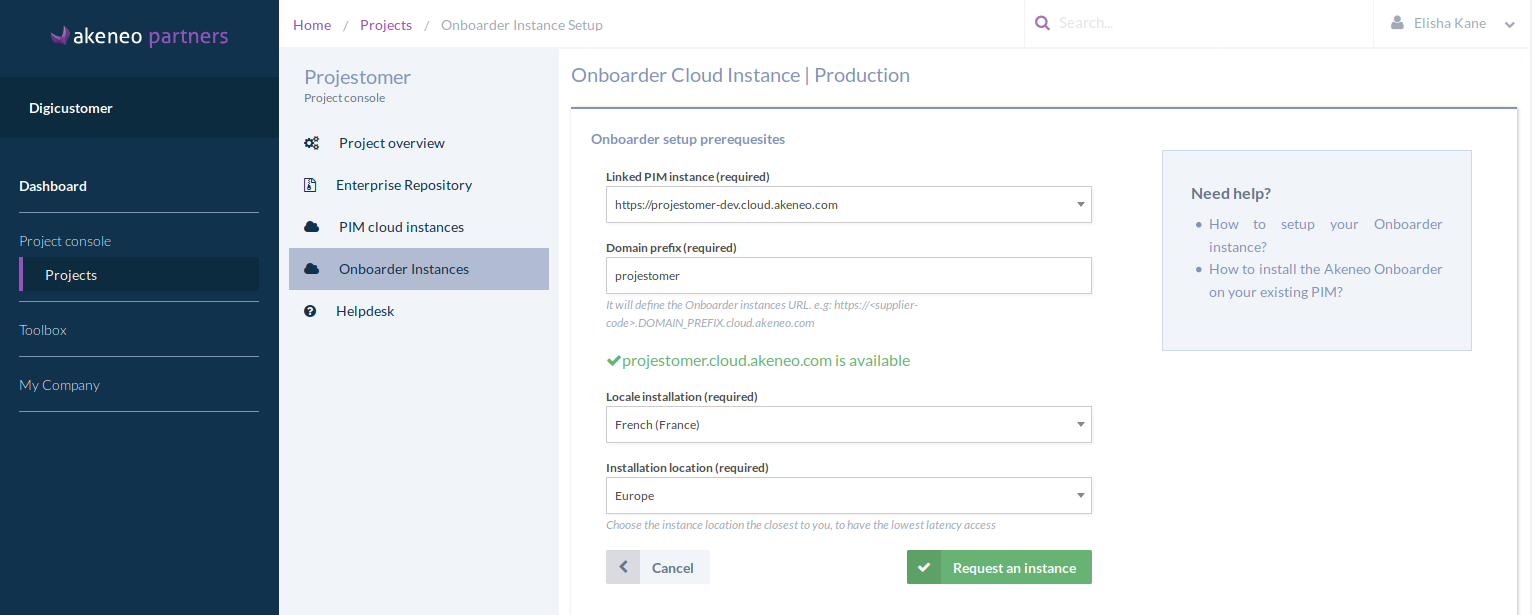 akeneo partners
Digicustomer
Dashboard
Project console
Projects
Toolbox
My Company
Home / Projects / Onboarder Instance Setup
Search...
Elisha Kane
Projestomer
Project console
Project overview
Enterprise Repository
PIM cloud instances
Onboarder Instances
Helpdesk
Onboarder Cloud Instance | Production
Onboarder setup prerequesites
Linked PIM instance (required)
https://projestomer-dev.cloud.akeneo.com
Domain prefix (required)
projestomer
It will define the Onboarder instances URL. e.g: https://<supplier-
code>.DOMAIN_PREFIX.cloud.akeneo.com
projestomer.cloud.akeneo.com is available
Locale installation (required)
French (France)
Installation location (required)
Europe
Choose the instance location the closest to you, to have the lowest latency access
Cancel
Request an instance
Need help?
• How to setup your Onboarder
instance?
• How to install the Akeneo Onboarder
on your existing PIM?